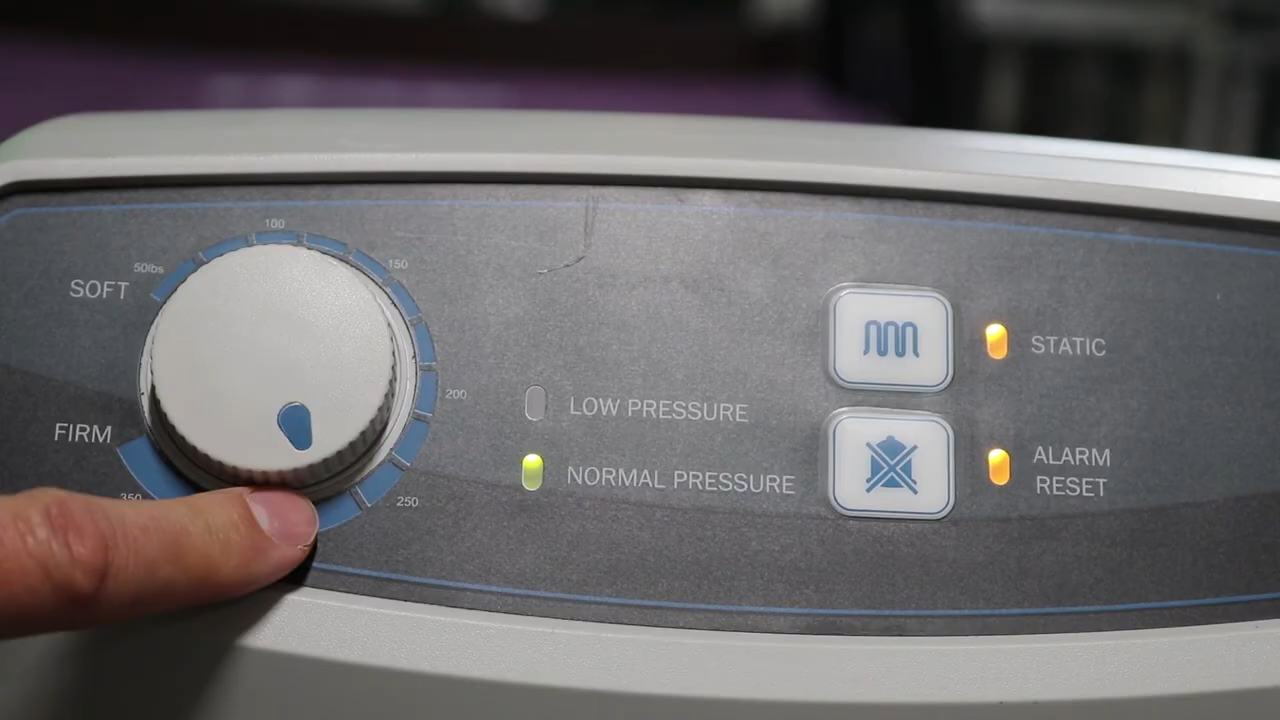 100
50lbs
150
SOFT
200
FIRM
350
250
LOW PRESSURE
NORMAL PRESSURE
STATIC
ALARM
RESET